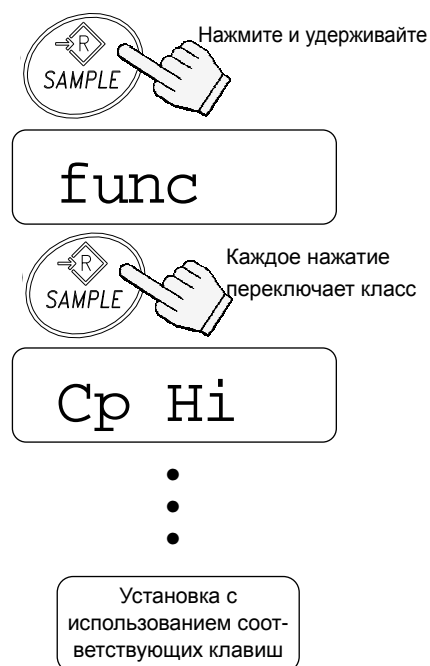 R
Нажмите и удерживайте
SAMPLE
func
R
Каждое нажатие
SAMPLE
переключает класс
Cp Hi
Установка с
использованием соот-
ветствующих клавиш